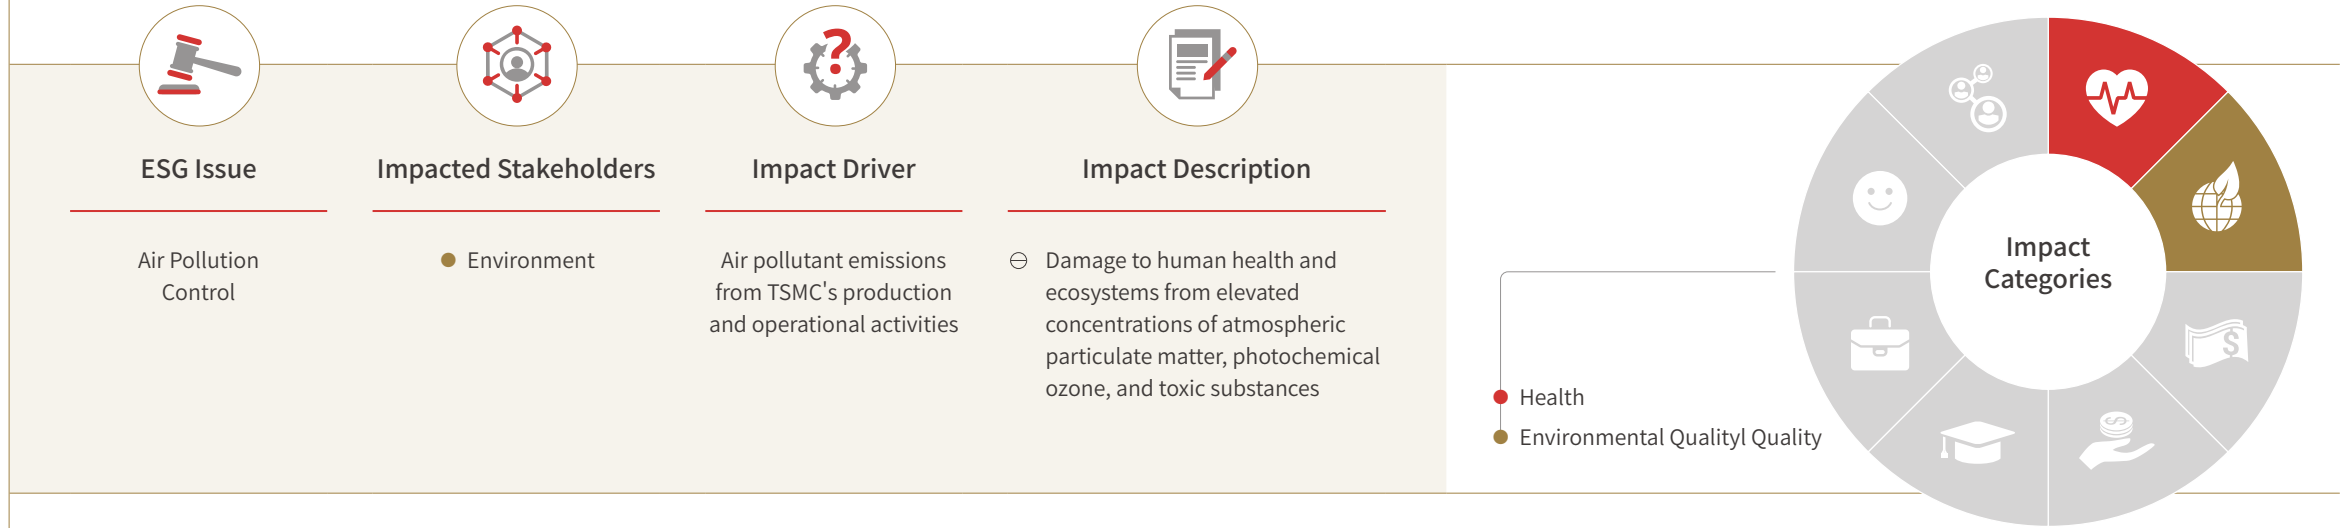 ESG Issue
Air Pollution
Control
Impacted Stakeholders
Environment
Impact Driver
Air pollutant emissions
from TSMC's production
and operational activities
Impact Description
Damage to human health and
ecosystems from elevated
concentrations of atmospheric
particulate matter, photochemical
ozone, and toxic substances
Health
Environmental Qualityl Quality
Impact
Categories
$
$